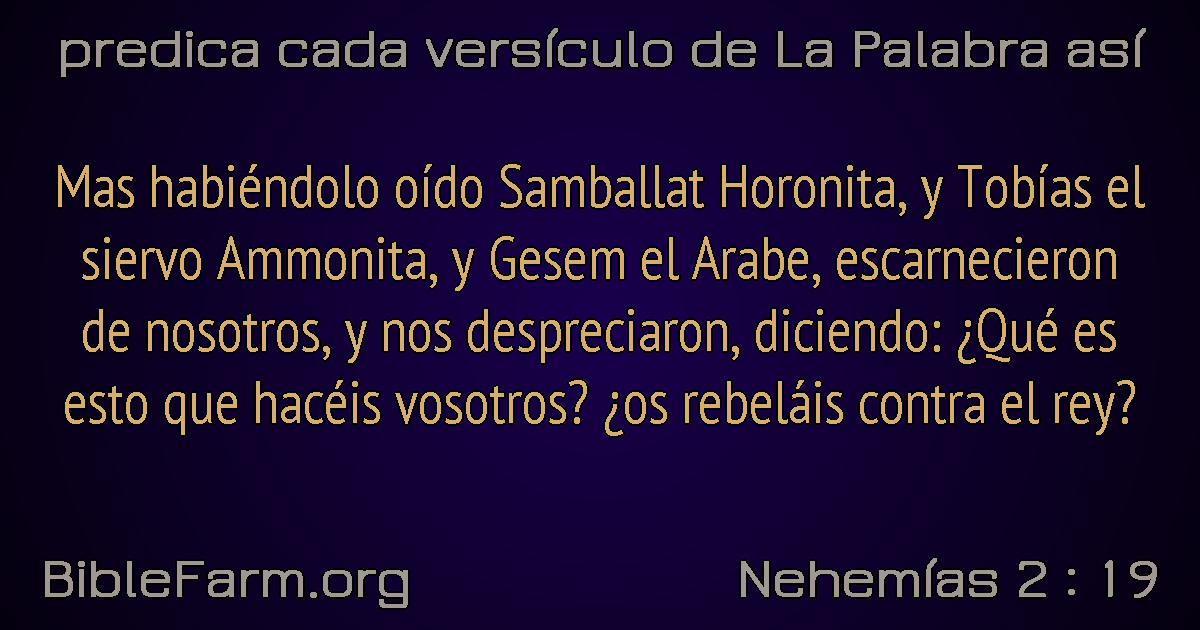 predica cada versículo de La Palabra así
Mas habiéndolo oído Samballat Horonita, y Tobías el
siervo Ammonita, y Gesem el Arabe, escarnecieron
de nosotros, y nos despreciaron, diciendo: ¿Qué es
esto que hacéis vosotros? ¿os rebeláis contra el rey?
BibleFarm.org
Nehemías 2 : 19